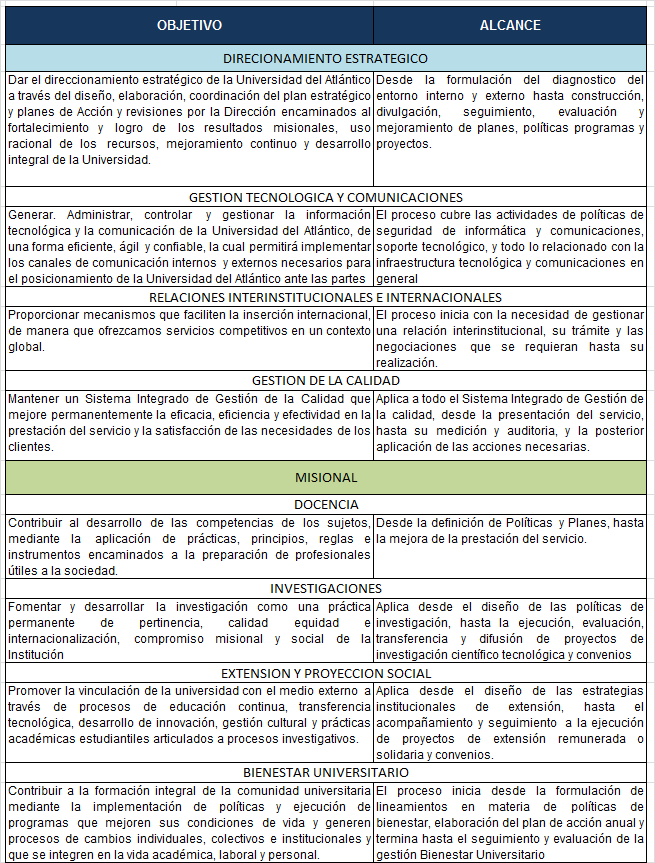 OBJETIVO
ALCANCE
DIRECIONAMIENTO ESTRATEGICO
Dar el direccionamiento estratégico de la Universidad del Atlántico
a través del diseño, elaboración, coordinación del plan estratégico
y planes de Acción y revisiones por la Dirección encaminados al
fortalecimiento y logro de los resultados misionales, uso
racional de los recursos, mejoramiento continuo y desarrollo
integral de la Universidad.
Desde la formulación del diagnostico del
entorno interno y externo hasta construcción,
divulgación, seguimiento, evaluación y
mejoramiento de planes, políticas programas y
proyectos.
GESTION TECNOLOGICA Y COMUNICACIONES
Generar. Administrar, controlar y gestionar la información
tecnológica y la comunicación de la Universidad del Atlántico, de
una forma eficiente, ágil y confiable, la cual permitirá implementar
los canales de comunicación internos y externos necesarios para
el posicionamiento de la Universidad del Atlántico ante las partes
El proceso cubre las actividades de políticas de
seguridad de informática y comunicaciones,
soporte tecnológico, y todo lo relacionado con la
infraestructura tecnológica y comunicaciones en
general
RELACIONES INTERINSTITUCIONALES E INTERNACIONALES
Proporcionar mecanismos que faciliten la inserción internacional,
de manera que ofrezcamos servicios competitivos en un contexto
global.
El proceso inicia con la necesidad de gestionar
una relación interinstitucional, su trámite y las
negociaciones que se requieran hasta su
realización.
GESTION DE LA CALIDAD
Mantener un Sistema Integrado de Gestión de la Calidad que
mejore permanentemente la eficacia, eficiencia y efectividad en la
prestación del servicio y la satisfacción de las necesidades de los
clientes.
Aplica a todo el Sistema Integrado de Gestión de
la calidad, desde la presentación del servicio,
hasta su medición y auditoria, y la posterior
aplicación de las acciones necesarias.
MISIONAL
DOCENCIA
Contribuir al desarrollo de las competencias de los sujetos,
mediante la aplicación de prácticas, principios, reglas e
instrumentos encaminados a la preparación de profesionales
útiles a la sociedad.
Desde la definición de Políticas y Planes, hasta
la mejora de la prestación del servicio.
INVESTIGACIONES
Fomentar y desarrollar la investigación como una práctica
permanente de pertinencia, calidad equidad e
internacionalización, compromiso misional y social de la
Institución
Aplica desde el diseño de las políticas de
investigación, hasta la ejecución, evaluación,
transferencia y difusión de proyectos de
investigación científico tecnológica y convenios
EXTENSION Y PROYECCION SOCIAL
Promover la vinculación de la universidad con el medio externo a
través de procesos de educación continua, transferencia
tecnológica, desarrollo de innovación, gestión cultural y prácticas
académicas estudiantiles articulados a procesos investigativos.
Aplica desde el diseño de las estrategias
institucionales de extensión, hasta el
acompañamiento y seguimiento a la ejecución
de proyectos de extensión remunerada o
solidaria y convenios.
BIENESTAR UNIVERSITARIO
Contribuir a la formación integral de la comunidad universitaria
mediante la implementación de políticas y ejecución de
programas que mejoren sus condiciones de vida y generen
procesos de cambios individuales, colectivos e institucionales y
que se integren en la vida académica, laboral y personal.
El proceso inicia desde la formulación de
lineamientos en materia de políticas de
bienestar, elaboración del plan de acción anual y
termina hasta el seguimiento y evaluación de la
gestión Bienestar Universitario